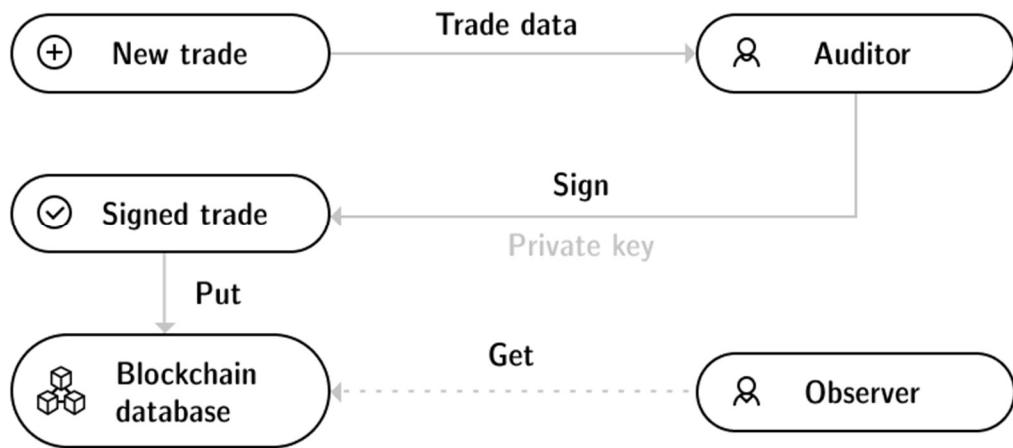 New trade
Trade data
Auditor
Sign
Signed trade
Private key
Put
Get
Blockchain
database
Observer